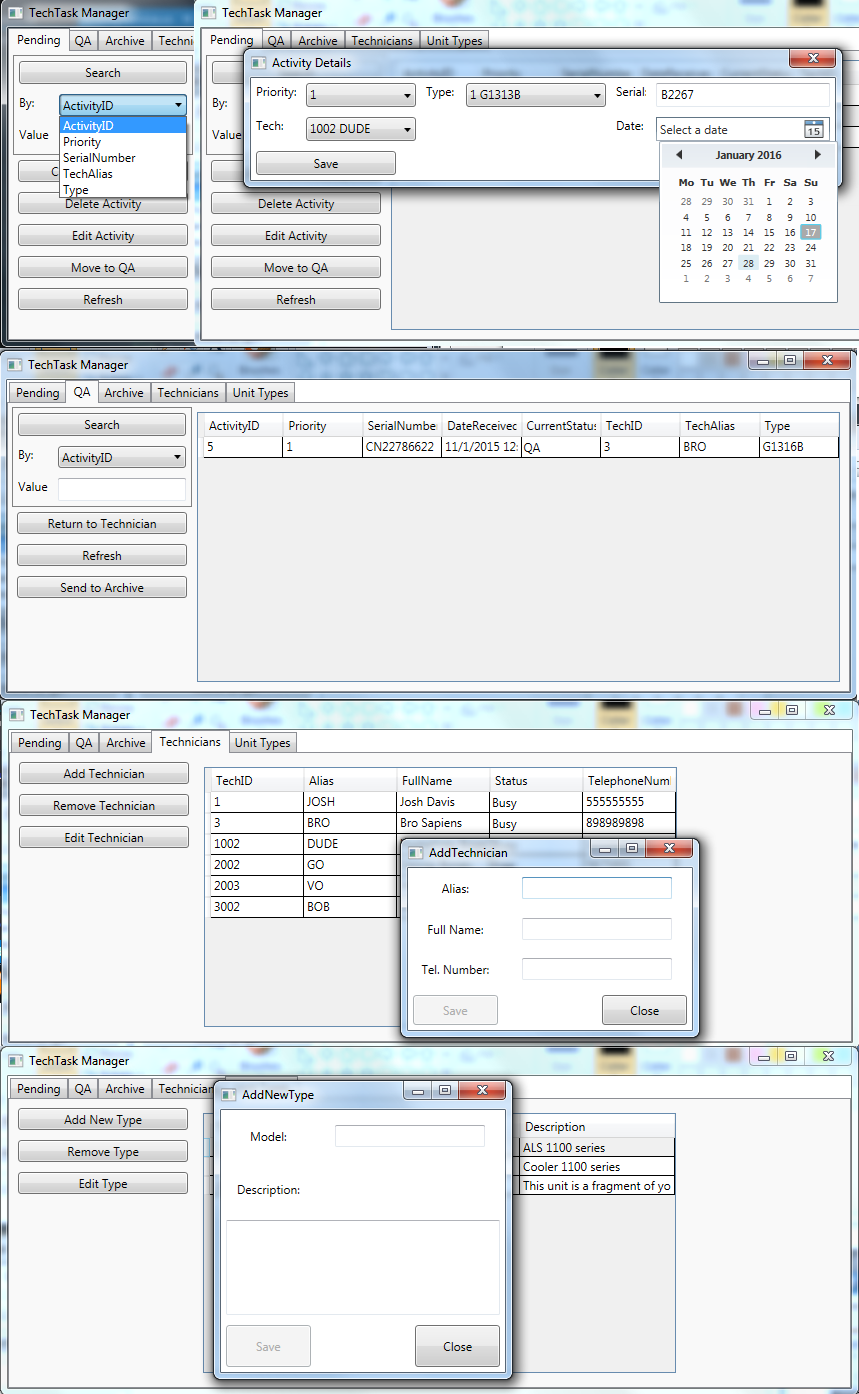 TechTask Manager
Pending QA Archive Techni
Search
By: ActivityID
ActivityID
Priority
SerialNumber
TechAlias
Type
Value
C
Delete Activity
Edit Activity
Move to QA
Refresh
TechTask Manager
Pending QA Archive Technicians Unit Types
By:
Value
Delete Activity
Edit Activity
Move to QA
Refresh
Activity Details
Priority: 1 Type: 1 G1313B Serial: B2267
Tech: 1002 DUDE Date: Select a date 15
Save
January 2016
Mo Tu We Th Fr Sa Su
28 29 30 31 1 2 3
4 5 6 7 8 9 10
11 12 13 14 15 16 17
18 19 20 21 22 23 24
25 26 27 28 29 30 31
1 2 3 4 5 6 7
TechTask Manager
Pending QA Archive Technicians Unit Types
Search
By: ActivityID
Value
Return to Technician
Refresh
Send to Archive
ActivityID Priority SerialNumbe DateReceived CurrentStatus TechID TechAlias Type
5 1 CN22786622 11/1/2015 12: QA 3 BRO G1316B
TechTask Manager
Pending QA Archive Technicians Unit Types
Add Technician
Remove Technician
Edit Technician
TechID Alias FullName Status TelephoneNum
1 JOSH Josh Davis Busy 555555555
3 BRO Bro Sapiens Busy 898989898
1002 DUDE
2002 GO
2003 VO
3002 BOB
AddTechnician
Alias:
Full Name:
Tel. Number:
Save Close
TechTask Manager
Pending QA Archive Technician
Add New Type
Remove Type
Edit Type
Description
ALS 1100 series
Cooler 1100 series
This unit is a fragment of yo
AddNewType
Model:
Description:
Save Close